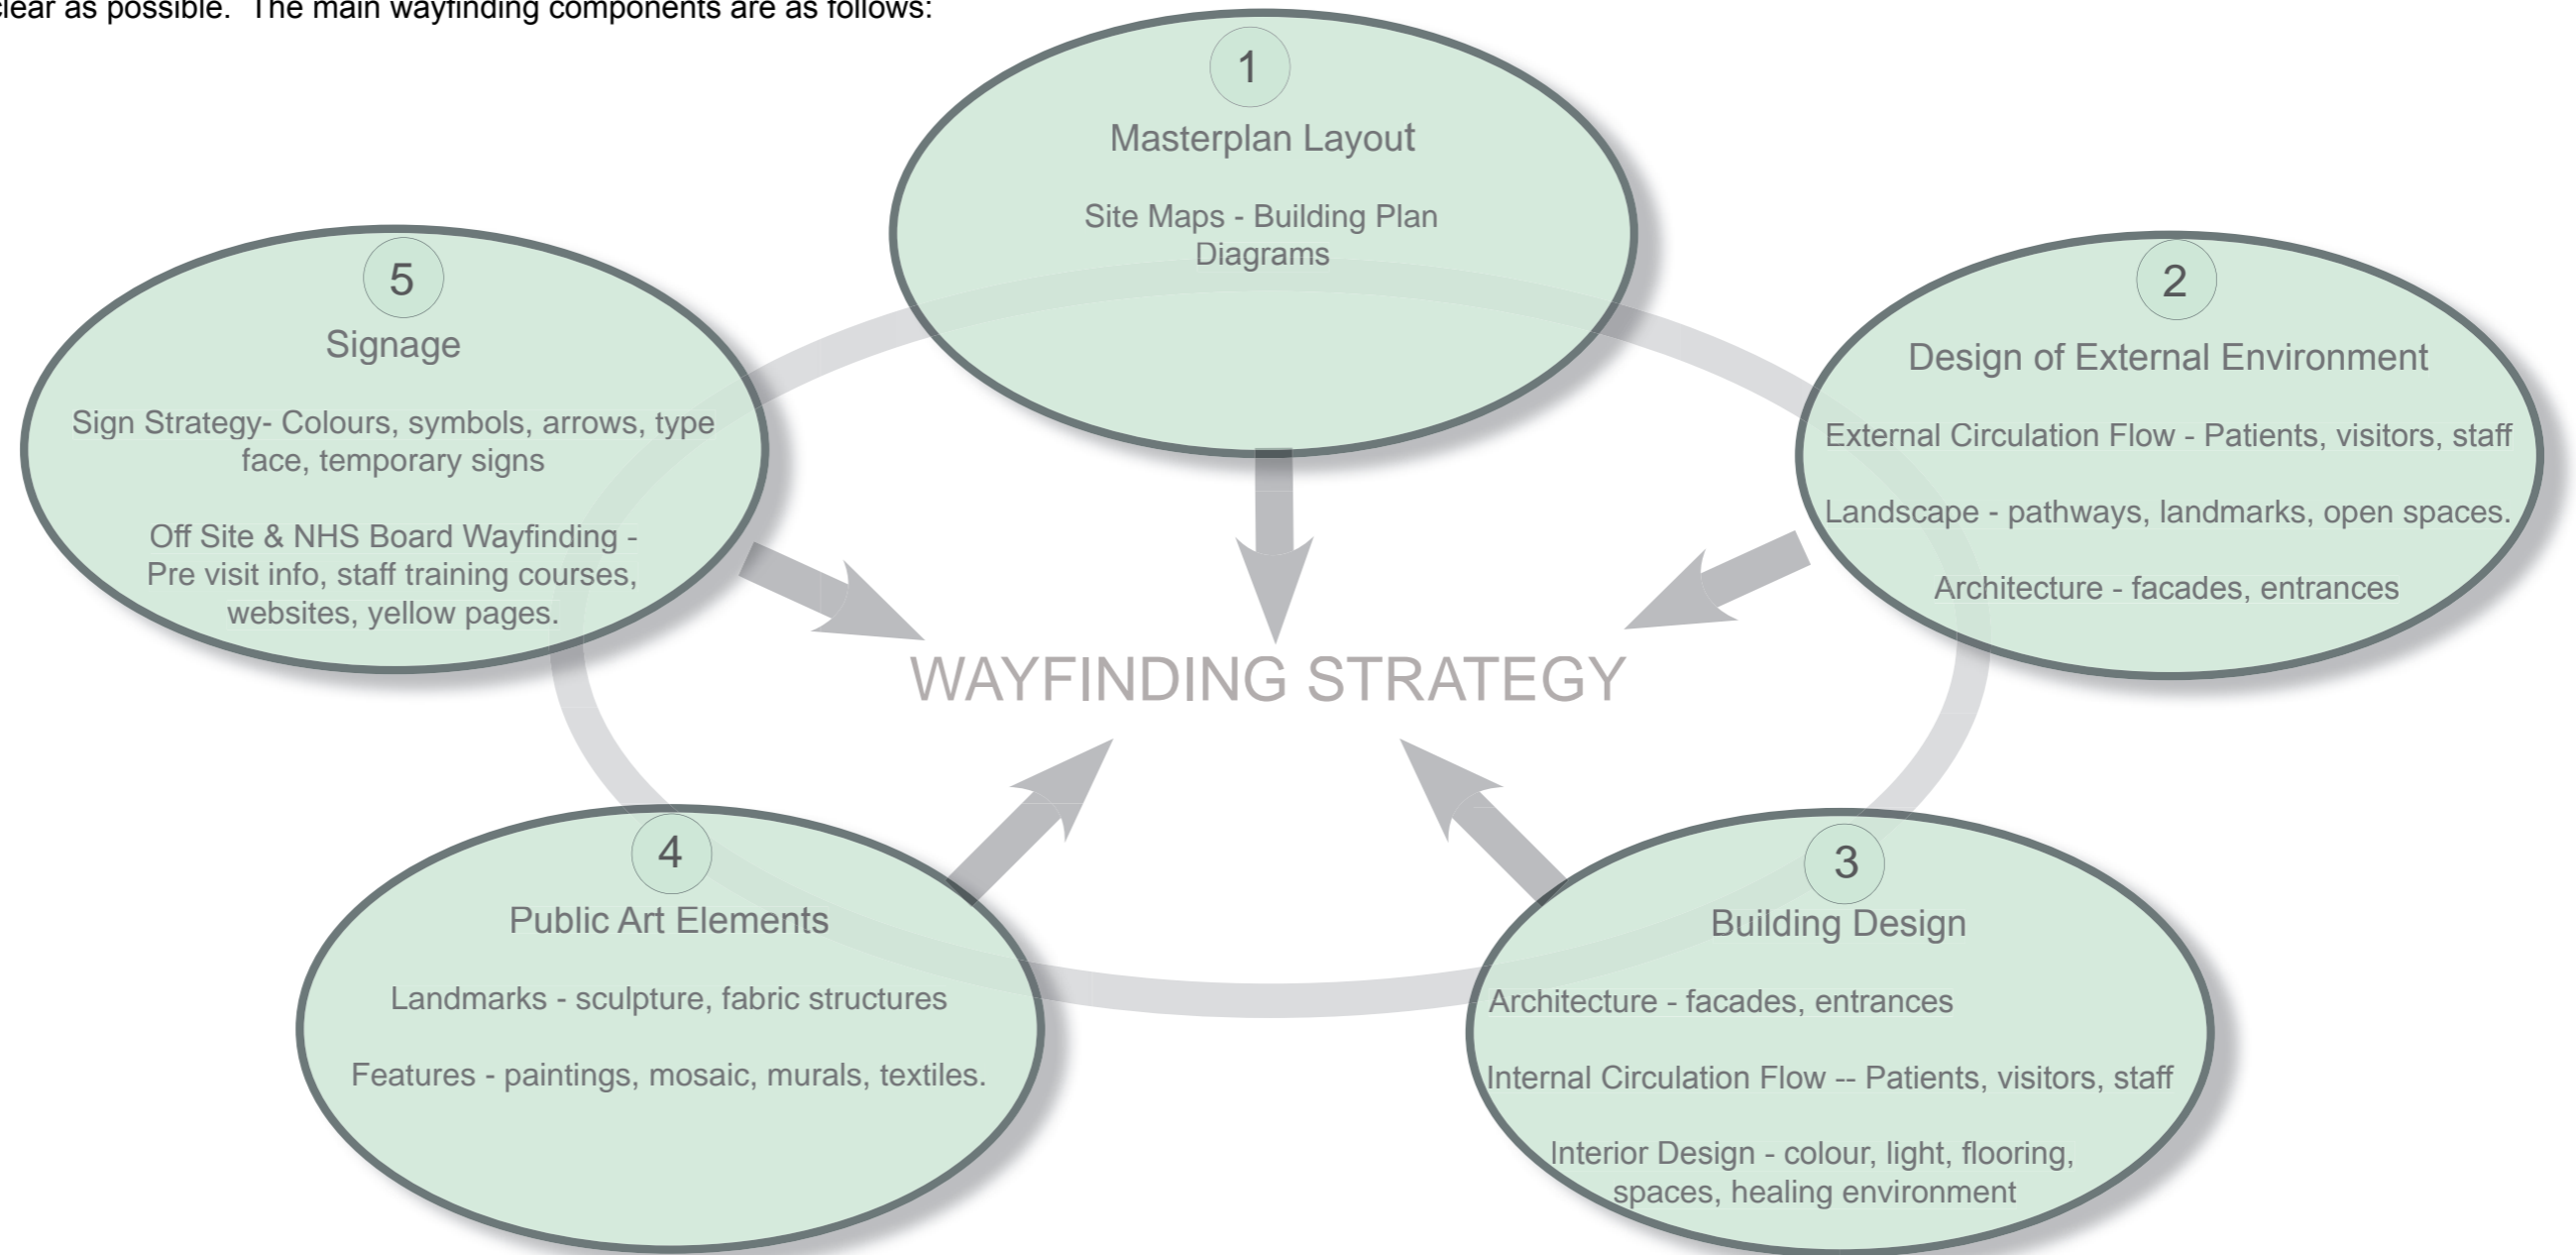 clear as possible.  The main wayfinding components are as follows:
1
Masterplan Layout
Site Maps - Building Plan
Diagrams
2
Design of External Environment
External Circulation Flow - Patients, visitors, staff
Landscape - pathways, landmarks, open spaces.
Architecture - facades, entrances
3
Building Design
Architecture - facades, entrances
Internal Circulation Flow -- Patients, visitors, staff
Interior Design - colour, light, flooring,
spaces, healing environment
4
Public Art Elements
Landmarks - sculpture, fabric structures
Features - paintings, mosaic, murals, textiles.
5
Signage
Sign Strategy- Colours, symbols, arrows, type
face, temporary signs
Off Site & NHS Board Wayfinding -
Pre visit info, staff training courses,
websites, yellow pages.
WAYFINDING STRATEGY